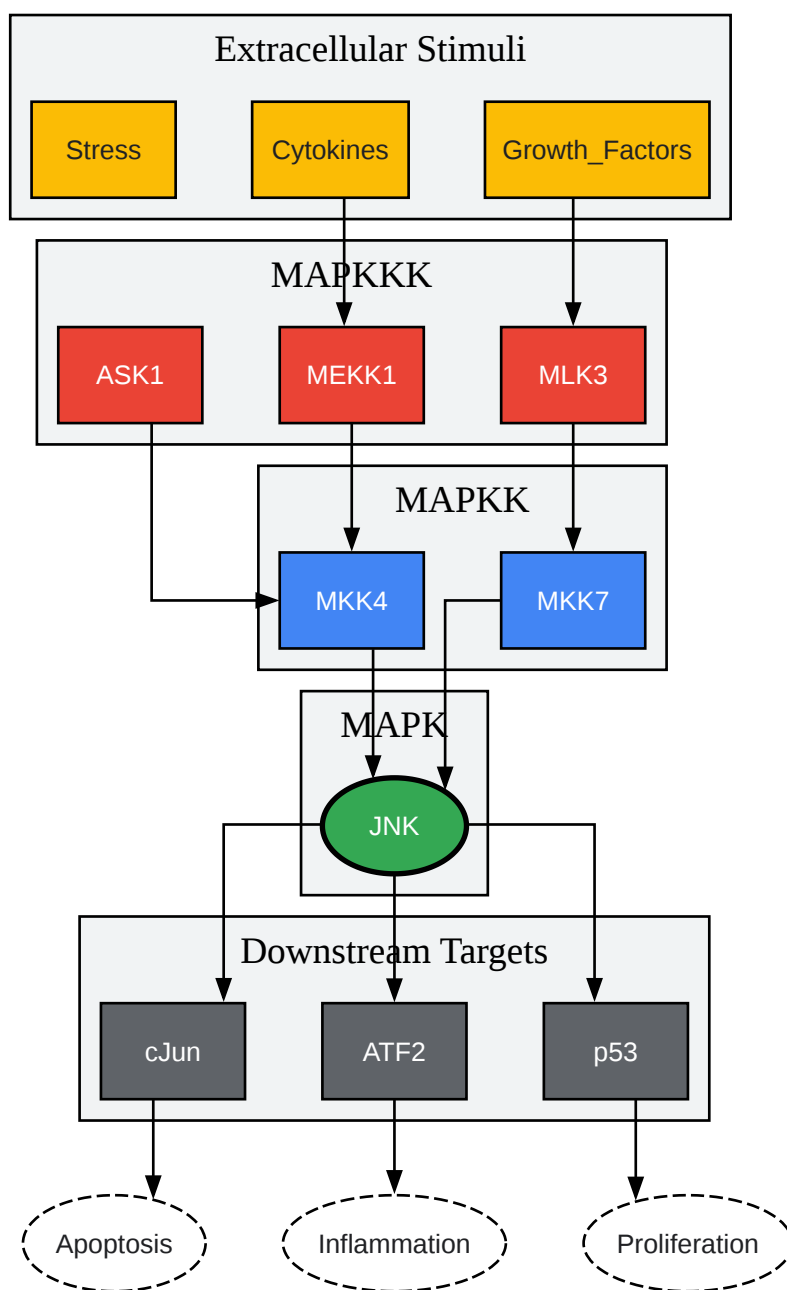 Extracellular Stimuli
Stress
Cytokines
Growth_Factors
MAPKKK
ASK1
MEKK1
MLK3
MAPKK
MKK4
MKK7
MAPK
JNK
Downstream Targets
cJun
ATF2
p53
Apoptosis
Inflammation
Proliferation